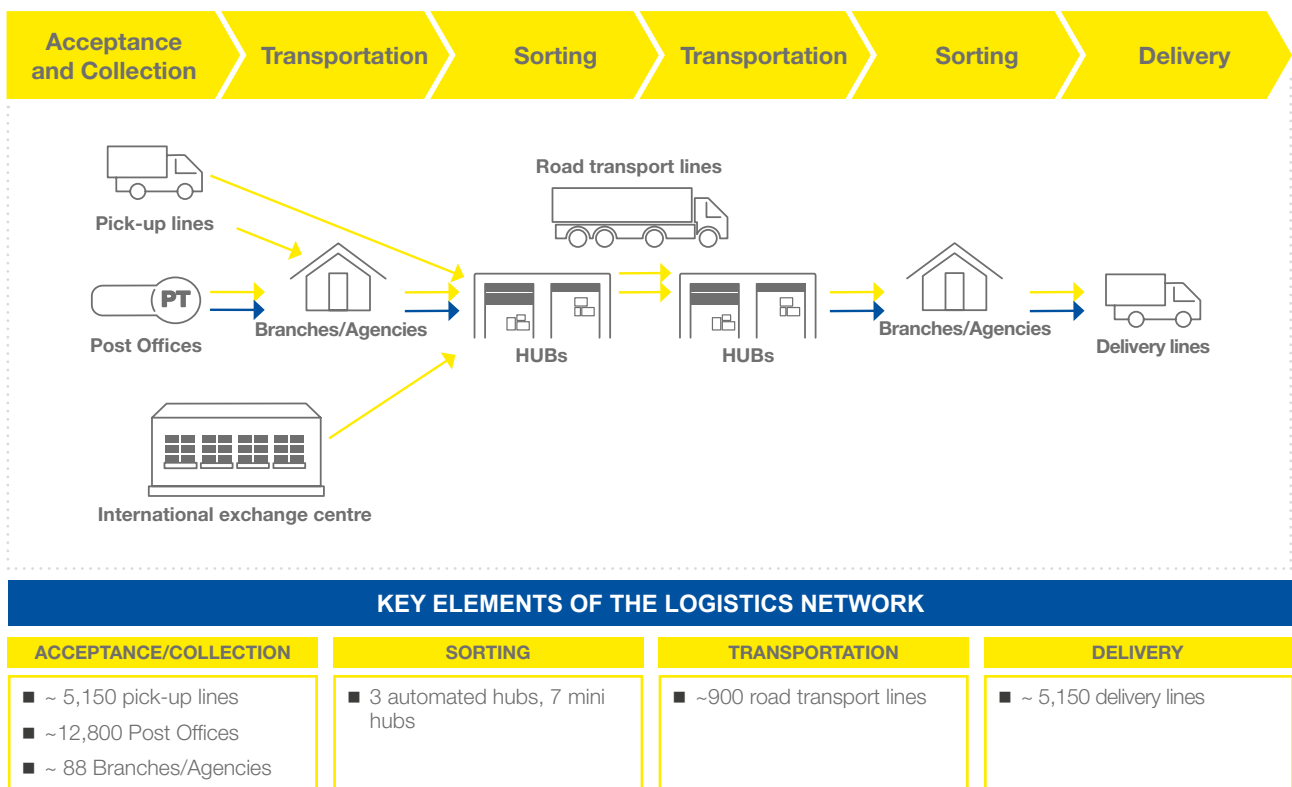 Acceptance
and Collection
Transportation
Sorting
Transportation
Sorting
Delivery
Road transport lines
Pick-up lines
PT
Branches/Agencies
Post Offices
HUBs
HUBs
Branches/Agencies
Delivery lines
International exchange centre
KEY ELEMENTS OF THE LOGISTICS NETWORK
ACCEPTANCE/COLLECTION
■ ~ 5,150 pick-up lines
■ ~12,800 Post Offices
■ ~ 88 Branches/Agencies
SORTING
■ 3 automated hubs, 7 mini
hubs
TRANSPORTATION
■ ~900 road transport lines
DELIVERY
■ ~ 5,150 delivery lines